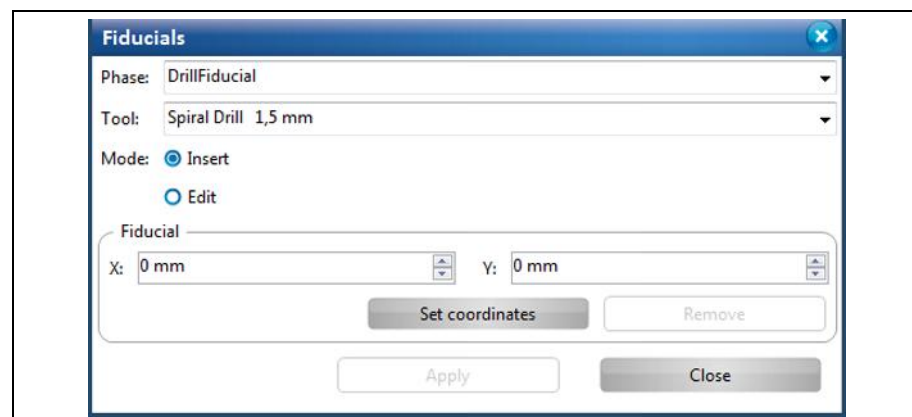 Fiducials
Phase: DrillFiducial
Tool: Spiral Drill 1,5 mm
Mode: Insert
Edit
Fiducial
X: 0 mm Y: 0 mm
Set coordinates Remove
Apply Close